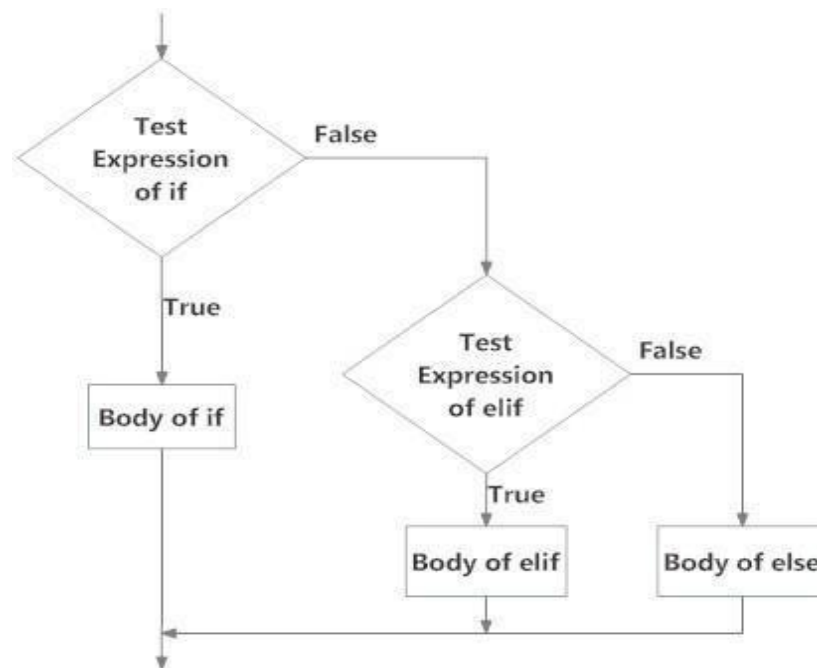 Test
Expression
of if
False
True
Body of if
Test
Expression
of elif
False
True
Body of elif
Body of else